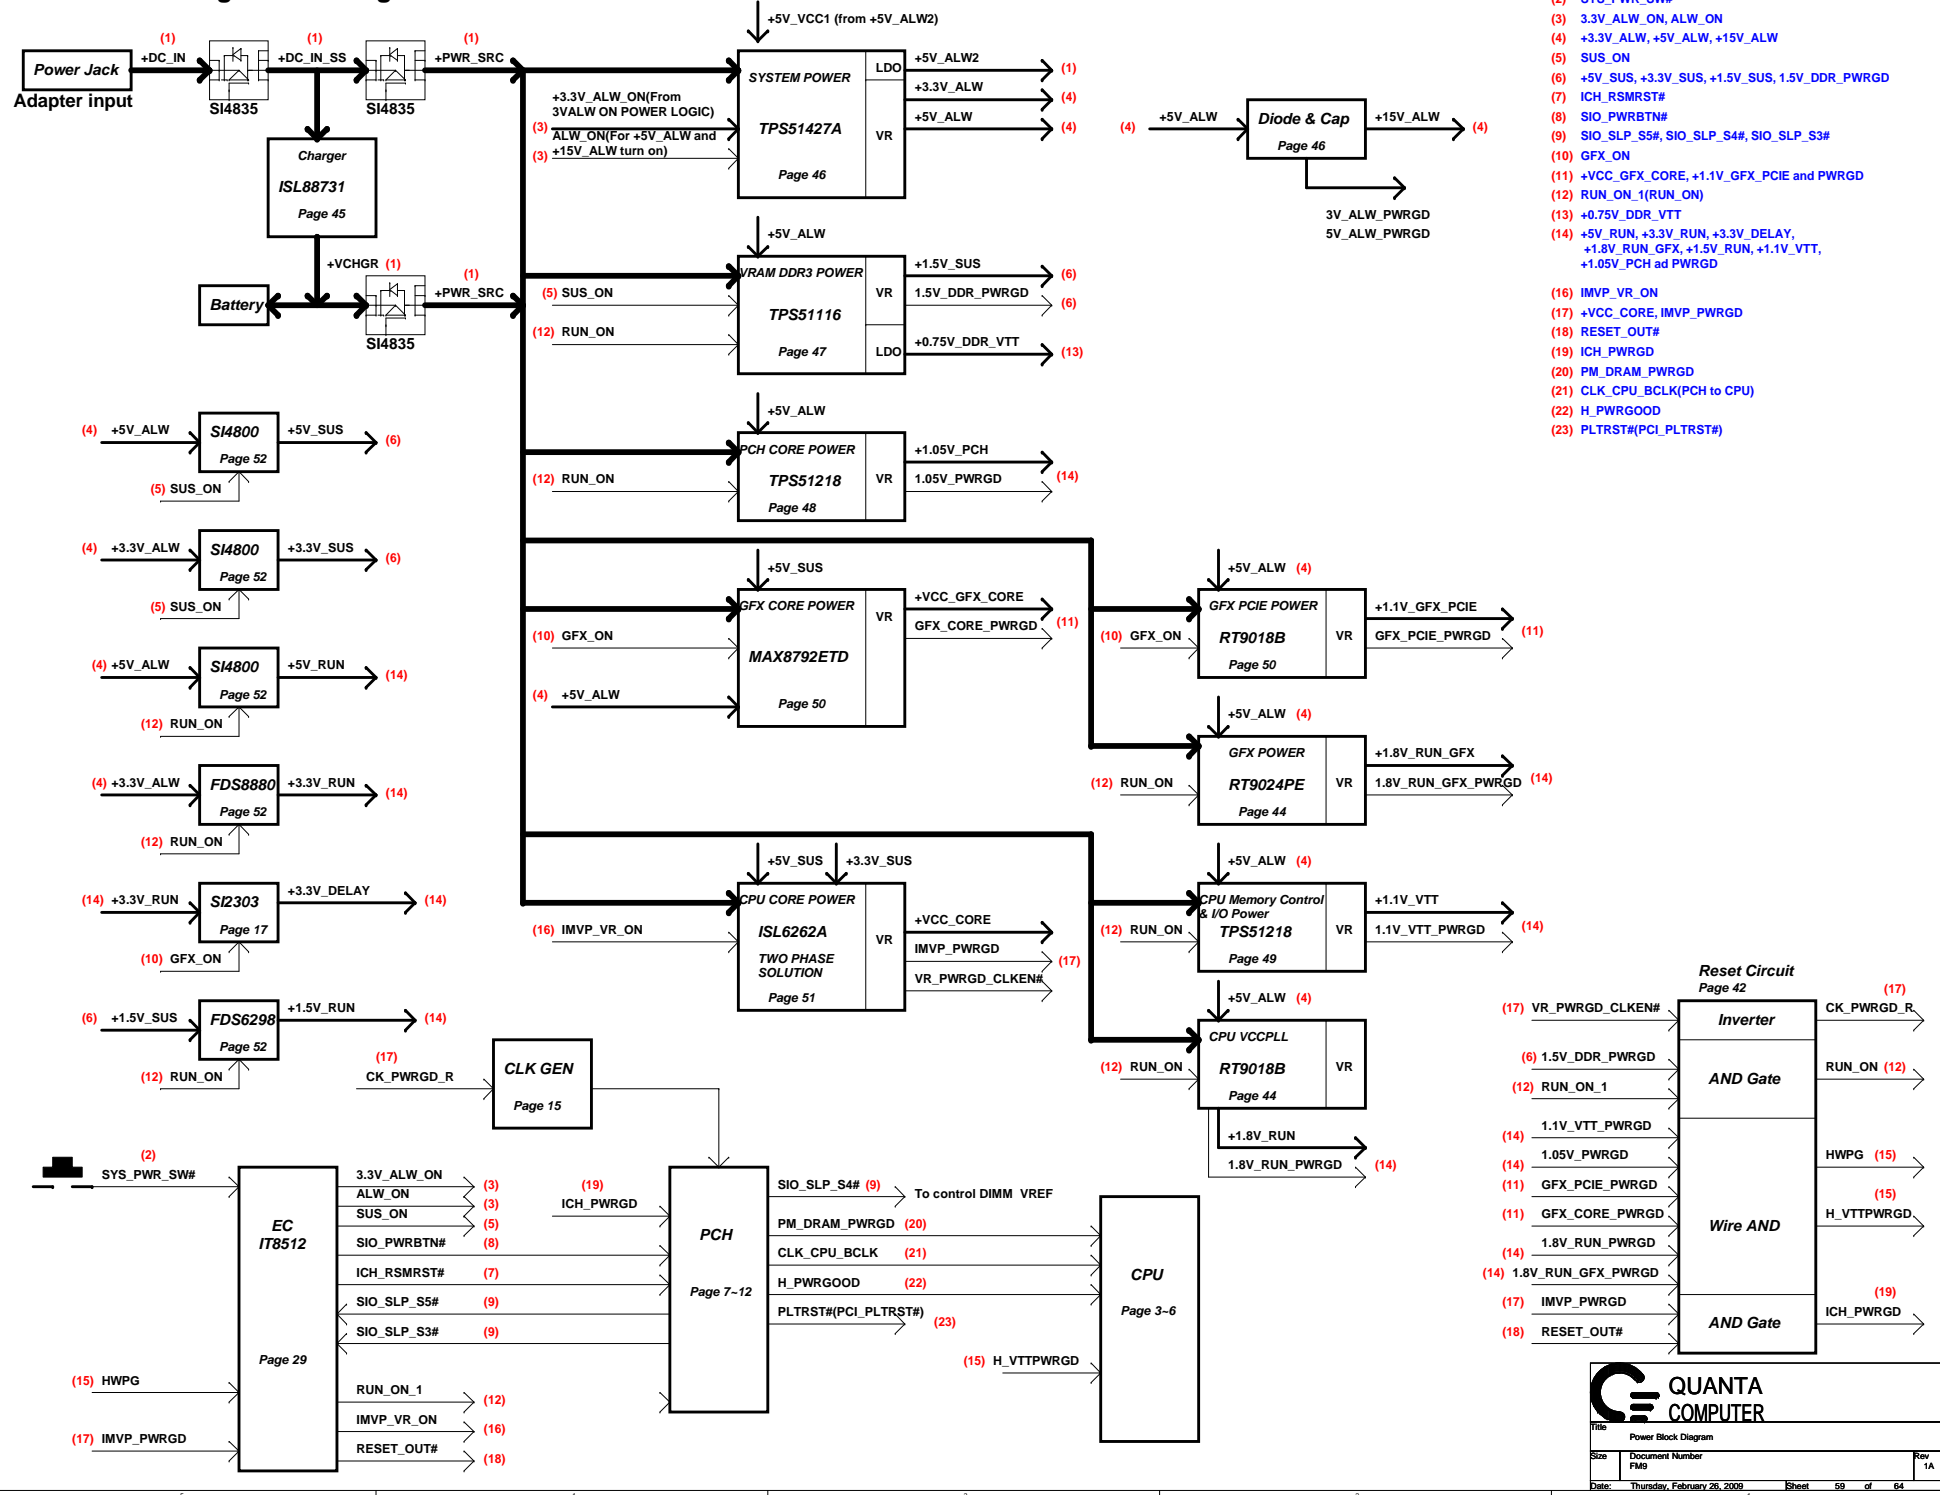 +5V_VCC1 (from +5V_ALW2)
(1)
+DC_IN
(1)
+DC_IN_SS
(1)
+PWR_SRC
Power Jack
Adapter input
SI4835
SI4835
Charger
ISL88731
Page 45
+VCHGR (1)
(1)
+PWR_SRC
Battery
SI4835
+3.3V_ALW_ON(From
3VALW ON POWER LOGIC)
(3)
ALW_ON(For +5V_ALW and
+15V_ALW turn on)
(3)
SYSTEM POWER
TPS51427A
Page 46
LDO
VR
+5V_ALW2
(1)
+3.3V_ALW
(4)
+5V_ALW
(4)
(4)
+5V_ALW
Diode & Cap
Page 46
+15V_ALW
(4)
3V_ALW_PWRGD
5V_ALW_PWRGD
(3) 3.3V_ALW_ON, ALW_ON
(4) +3.3V_ALW, +5V_ALW, +15V_ALW
(5) SUS_ON
(6) +5V_SUS, +3.3V_SUS, +1.5V_SUS, 1.5V_DDR_PWRGD
(7) ICH_RSMRST#
(8) SIO_PWRBTN#
(9) SIO_SLP_S5#, SIO_SLP_S4#, SIO_SLP_S3#
(10) GFX_ON
(11) +VCC_GFX_CORE, +1.1V_GFX_PCIE and PWRGD
(12) RUN_ON_1(RUN_ON)
(13) +0.75V_DDR_VTT
(14) +5V_RUN, +3.3V_RUN, +3.3V_DELAY,
+1.8V_RUN_GFX, +1.5V_RUN, +1.1V_VTT,
+1.05V_PCH ad PWRGD
(16) IMVP_VR_ON
(17) +VCC_CORE, IMVP_PWRGD
(18) RESET_OUT#
(19) ICH_PWRGD
(20) PM_DRAM_PWRGD
(21) CLK_CPU_BCLK(PCH to CPU)
(22) H_PWRGOOD
(23) PLTRST#(PCI_PLTRST#)
+5V_ALW
VRAM DDR3 POWER
TPS51116
Page 47
VR
LDO
(5) SUS_ON
(12) RUN_ON
+1.5V_SUS
(6)
1.5V_DDR_PWRGD
(6)
+0.75V_DDR_VTT
(13)
+5V_ALW
PCH CORE POWER
TPS51218
Page 48
VR
(12) RUN_ON
+1.05V_PCH
1.05V_PWRGD
(14)
(4) +5V_ALW
SI4800
Page 52
+5V_SUS
(6)
(5) SUS_ON
(4) +3.3V_ALW
SI4800
Page 52
+3.3V_SUS
(6)
(5) SUS_ON
(4) +5V_ALW
SI4800
Page 52
+5V_RUN
(14)
(12) RUN_ON
(4) +3.3V_ALW
FDS8880
Page 52
+3.3V_RUN
(14)
(12) RUN_ON
(14) +3.3V_RUN
SI2303
Page 17
+3.3V_DELAY
(14)
(10) GFX_ON
(6) +1.5V_SUS
FDS6298
Page 52
+1.5V_RUN
(14)
(12) RUN_ON
+5V_SUS
GFX CORE POWER
MAX8792ETD
Page 50
VR
(10) GFX_ON
(4) +5V_ALW
+VCC_GFX_CORE
GFX_CORE_PWRGD
(11)
+5V_ALW (4)
GFX PCIE POWER
RT9018B
Page 50
VR
(10) GFX_ON
+1.1V_GFX_PCIE
GFX_PCIE_PWRGD
(11)
+5V_ALW (4)
GFX POWER
RT9024PE
Page 44
VR
(12) RUN_ON
+1.8V_RUN_GFX
1.8V_RUN_GFX_PWRGD
(14)
+5V_SUS
+3.3V_SUS
CPU CORE POWER
ISL6262A
TWO PHASE
SOLUTION
Page 51
VR
(16) IMVP_VR_ON
+VCC_CORE
IMVP_PWRGD
(17)
VR_PWRGD_CLKEN#
+5V_ALW (4)
CPU Memory Control
& I/O Power
TPS51218
Page 49
VR
(12) RUN_ON
+1.1V_VTT
1.1V_VTT_PWRGD
(14)
+5V_ALW (4)
CPU VCCPLL
RT9018B
Page 44
VR
(12) RUN_ON
+1.8V_RUN
1.8V_RUN_PWRGD
(14)
(17)
CK_PWRGD_R
CLK GEN
Page 15
(2)
SYS_PWR_SW#
EC
IT8512
Page 29
3.3V_ALW_ON
(3)
ALW_ON
(3)
SUS_ON
(5)
SIO_PWRBTN# (8)
ICH_RSMRST# (7)
SIO_SLP_S5# (9)
SIO_SLP_S3# (9)
RUN_ON_1
(12)
IMVP_VR_ON
(16)
RESET_OUT#
(18)
(15) HWPG
(17) IMVP_PWRGD
(19)
ICH_PWRGD
PCH
Page 7~12
SIO_SLP_S4# (9)
To control DIMM VREF
PM_DRAM_PWRGD (20)
CLK_CPU_BCLK (21)
H_PWRGOOD (22)
PLTRST#(PCI_PLTRST#)
(23)
(15) H_VTTPWRGD
CPU
Page 3~6
Reset Circuit
Page 42
(17) VR_PWRGD_CLKEN#
Inverter
(17)
CK_PWRGD_R
(6) 1.5V_DDR_PWRGD
(12) RUN_ON_1
AND Gate
RUN_ON (12)
(14) 1.1V_VTT_PWRGD
(14) 1.05V_PWRGD
(11) GFX_PCIE_PWRGD
(11) GFX_CORE_PWRGD
(14) 1.8V_RUN_PWRGD
(14) 1.8V_RUN_GFX_PWRGD
Wire AND
HWPG (15)
(15)
H_VTTPWRGD
(17) IMVP_PWRGD
(18) RESET_OUT#
AND Gate
(19)
ICH_PWRGD
QUANTA
COMPUTER
Title
Power Block Diagram
Size
Document Number
FM9
Rev
1A
Date: Thursday, February 26, 2009
Sheet 59 of 64